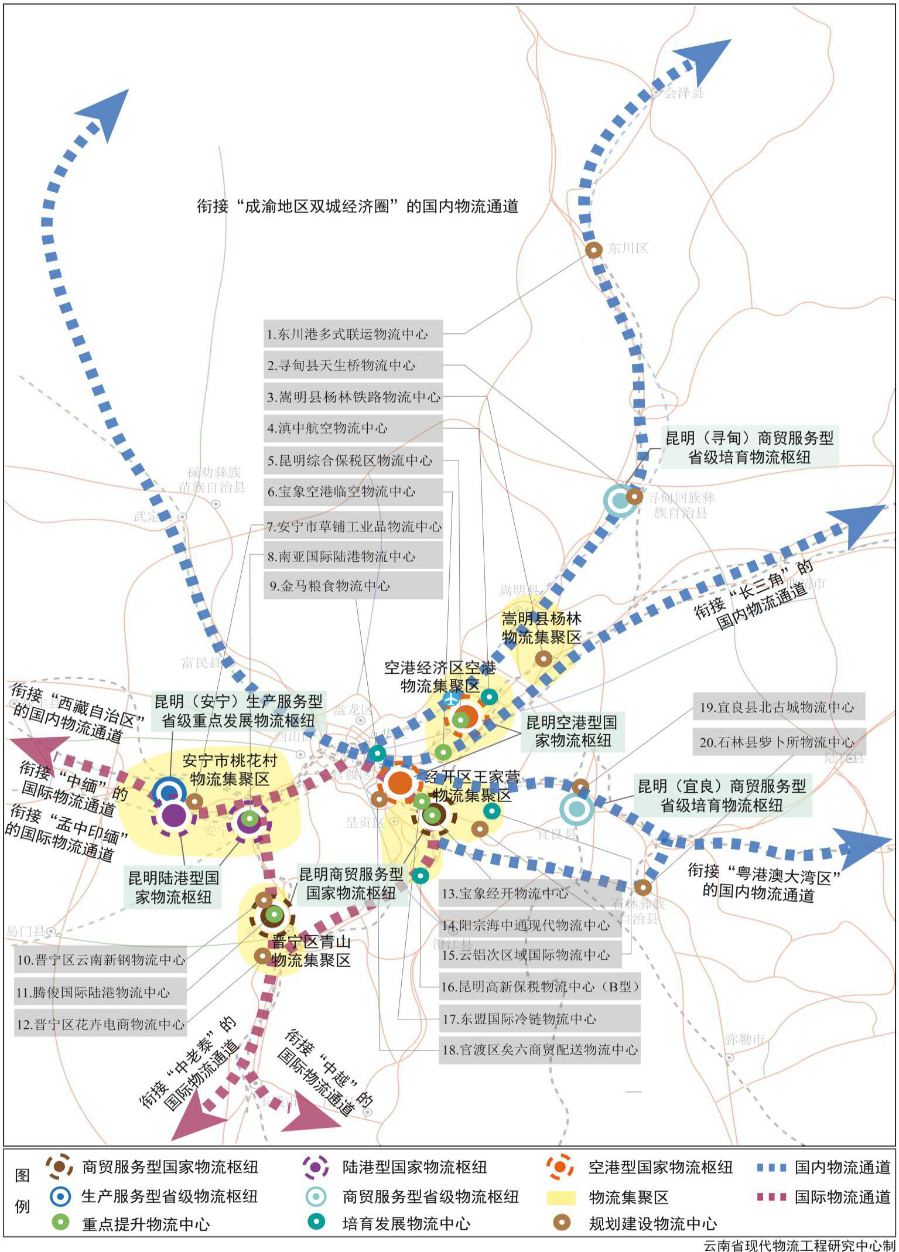 会泽县
衔接“成渝地区双城经济圈”的国内物流通道
东川区
1.东川港多式联运物流中心
2.寻甸县天生桥物流中心
3.嵩明县杨林铁路物流中心
4.滇中航空物流中心
5.昆明综合保税区物流中心
6.宝象空港临空物流中心
7.安宁市草铺工业品物流中心
8.南亚国际陆港物流中心
9.金马粮食物流中心
昆明（寻甸）商贸服务型
省级培育物流枢纽
禄劝彝族
苗族自治县
武定
寻甸回族彝
族自治县
衔接“长三角”的
国内物流通道
嵩明县
嵩明县杨林
物流集聚区
富民县
空港经济区空港
物流集聚区
衔接“西藏自治区”
的国内物流通道
昆明（安宁）生产服务型
省级重点发展物流枢纽
盘龙区
西山区
昆明空港型国
家物流枢纽
19.宜良县北古城物流中心
20.石林县萝卜所物流中心
安宁市桃花村
物流集聚区
衔接“中缅”的
国际物流通道
经开区王家营
物流集聚区
昆明（宜良）商贸服务型
省级培育物流枢纽
衔接“孟中印缅”
的国际物流通道
呈贡区
宜良县
昆明陆港型国
家物流枢纽
昆明商贸服务型
国家物流枢纽
衔接“粤港澳大湾区”
的国内物流通道
13.宝象经开物流中心
14.阳宗海中通现代物流中心
15.云铝次区域国际物流中心
16.昆明高新保税物流中心（B型）
17.东盟国际冷链物流中心
18.官渡区矣六商贸配送物流中心
石林彝族
自治县
易门县
晋宁区青山
物流集聚区
澄江县
10.晋宁区云南新钢物流中心
11.腾俊国际陆港物流中心
12.晋宁区花卉电商物流中心
弥勒市
衔接“中老泰”的
国际物流通道
衔接“中越”的
国际物流通道
图例
商贸服务型国家物流枢纽
陆港型国家物流枢纽
空港型国家物流枢纽
国内物流通道
生产服务型省级物流枢纽
商贸服务型省级物流枢纽
物流集聚区
国际物流通道
重点提升物流中心
培育发展物流中心
规划建设物流中心
云南省现代物流工程研究中心制